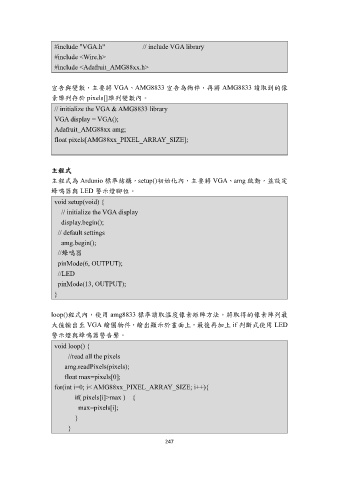 #include "VGA.h" // include VGA library
#include <Wire.h>
#include <Adafruit_AMG88xx.h>
宣告與變數，主要將 VGA、AMG8833 宣告為物件，再將 AMG8833 讀取到的像
素陣列存於 pixels[]陣列變數內。
// initialize the VGA & AMG8833 library
VGA display = VGA();
Adafruit_AMG88xx amg;
float pixels[AMG88xx_PIXEL_ARRAY_SIZE];
主程式
主程式為 Arduino 標準結構，setup()初始化內，主要將 VGA、amg 啟動，並設定
蜂鳴器與 LED 警示燈腳位。
void setup(void) {
// initialize the VGA display
display.begin();
// default settings
amg.begin();
//蜂鳴器
pinMode(6, OUTPUT);
//LED
pinMode(13, OUTPUT);
}
loop()程式內，使用 amg8833 標準讀取溫度像素矩陣方法，將取得的像素陣列最
大值輸出至 VGA 繪圖物件，輸出顯示於畫面上，最後再加上 if 判斷式使用 LED
警示燈與蜂鳴器警告聲。
void loop() {
//read all the pixels
amg.readPixels(pixels);
float max=pixels[0];
for(int i=0; i< AMG88xx_PIXEL_ARRAY_SIZE; i++){
if( pixels[i]>max ) {
max=pixels[i];
}
}
247